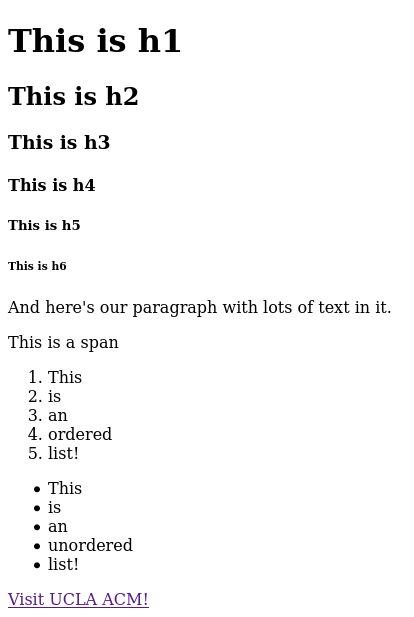 This is h1
This is h2
This is h3
This is h4
This is h5
This is h6
And here's our paragraph with lots of text in it.
This is a span
1. This
2. is
3. an
4. ordered
5. list!
• This
• is
• an
• unordered
• list!
Visit UCLA ACM!